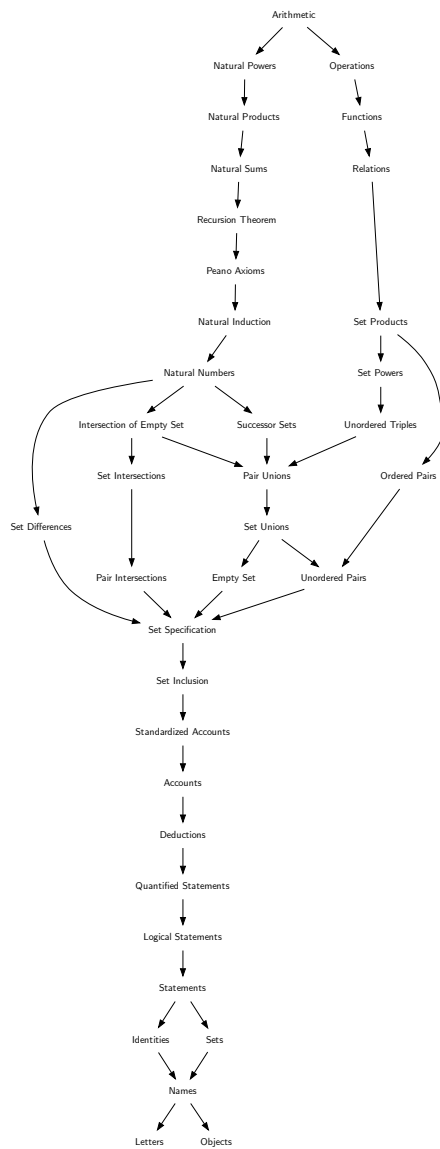 Arithmetic
Natural Powers
Operations
Natural Products
Functions
Natural Sums
Relations
Recursion Theorem
Peano Axioms
Natural Induction
Set Products
Natural Numbers
Set Powers
Intersection of Empty Set
Successor Sets
Unordered Triples
Set Intersections
Pair Unions
Ordered Pairs
Set Differences
Set Unions
Pair Intersections
Empty Set
Unordered Pairs
Set Specification
Set Inclusion
Standardized Accounts
Accounts
Deductions
Quantified Statements
Logical Statements
Statements
Identities
Sets
Names
Letters
Objects